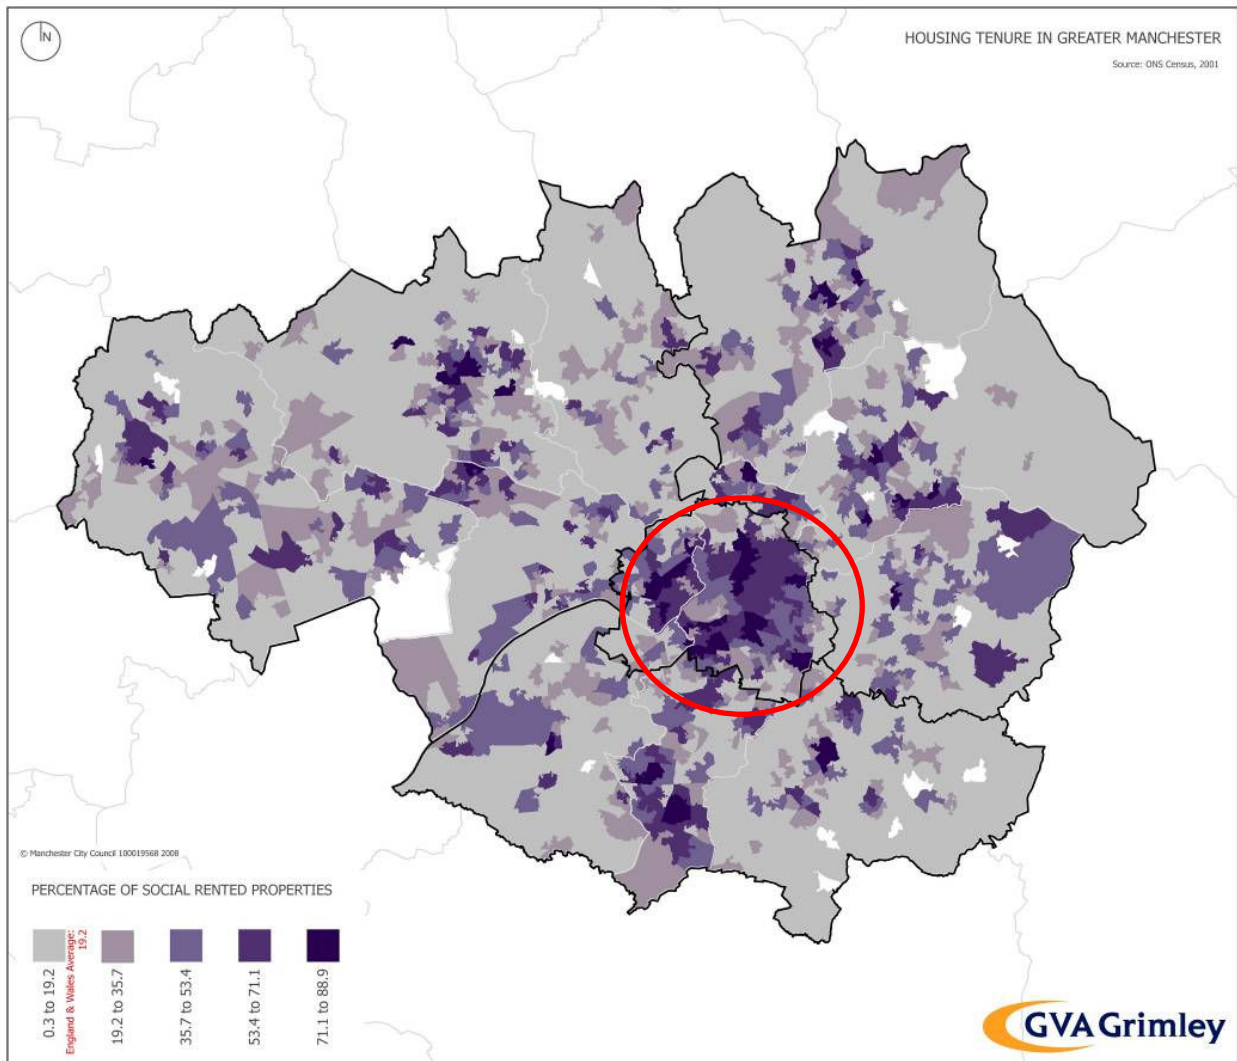 N
HOUSING TENURE IN GREATER MANCHESTER
Source: ONS Census, 2001
© Manchester City Council 100019568 2008
PERCENTAGE OF SOCIAL RENTED PROPERTIES
0.3 to 19.2
England & Wales Average:
19.2
19.2 to 35.7
35.7 to 53.4
53.4 to 71.1
71.1 to 88.9
GVA Grimley